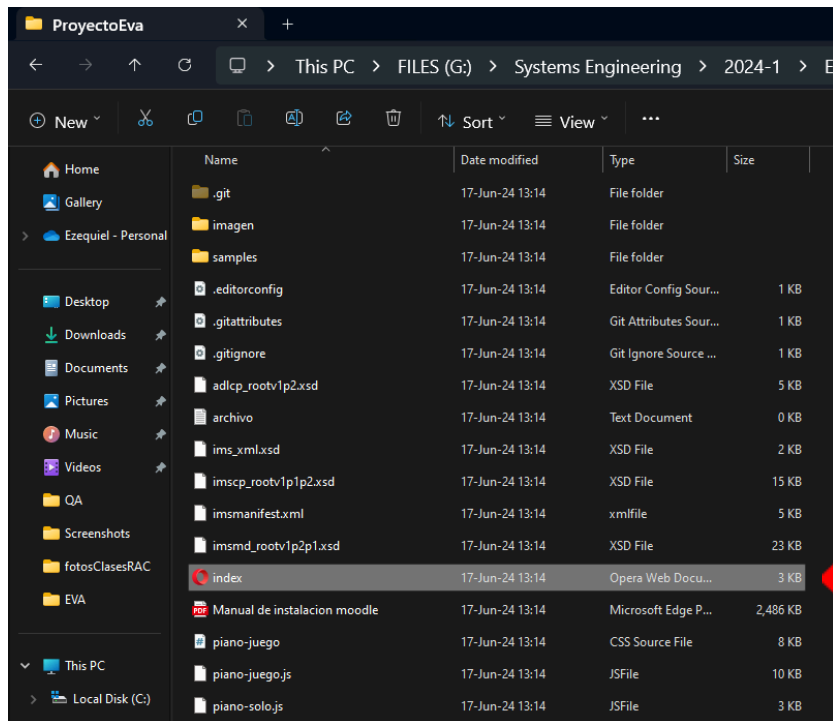 ProyectoEva
This PC > FILES (G:) > Systems Engineering > 2024-1 > E
New Sort View ...
Name Date modified Type Size
Home
Gallery
Ezequiel - Personal
Desktop
Downloads
Documents
Pictures
Music
Videos
QA
Screenshots
fotosClasesRAC
EVA
This PC
Local Disk (C:)
.git 17-Jun-24 13:14 File folder
imagen 17-Jun-24 13:14 File folder
samples 17-Jun-24 13:14 File folder
.editorconfig 17-Jun-24 13:14 Editor Config Sour... 1 KB
.gitattributes 17-Jun-24 13:14 Git Attributes Sour... 1 KB
.gitignore 17-Jun-24 13:14 Git Ignore Source ... 1 KB
adlcp_rootv1p2.xsd 17-Jun-24 13:14 XSD File 5 KB
archivo 17-Jun-24 13:14 Text Document 0 KB
ims_xml.xsd 17-Jun-24 13:14 XSD File 2 KB
imscp_rootv1p1p2.xsd 17-Jun-24 13:14 XSD File 15 KB
imsmanifest.xml 17-Jun-24 13:14 xmlfile 5 KB
imsmd_rootv1p2p1.xsd 17-Jun-24 13:14 XSD File 23 KB
index 17-Jun-24 13:14 Opera Web Docu... 3 KB
PDF Manual de instalacion moodle 17-Jun-24 13:14 Microsoft Edge P... 2,486 KB
piano-juego 17-Jun-24 13:14 CSS Source File 8 KB
piano-juego.js 17-Jun-24 13:14 JSFile 10 KB
piano-solo.js 17-Jun-24 13:14 JSFile 3 KB